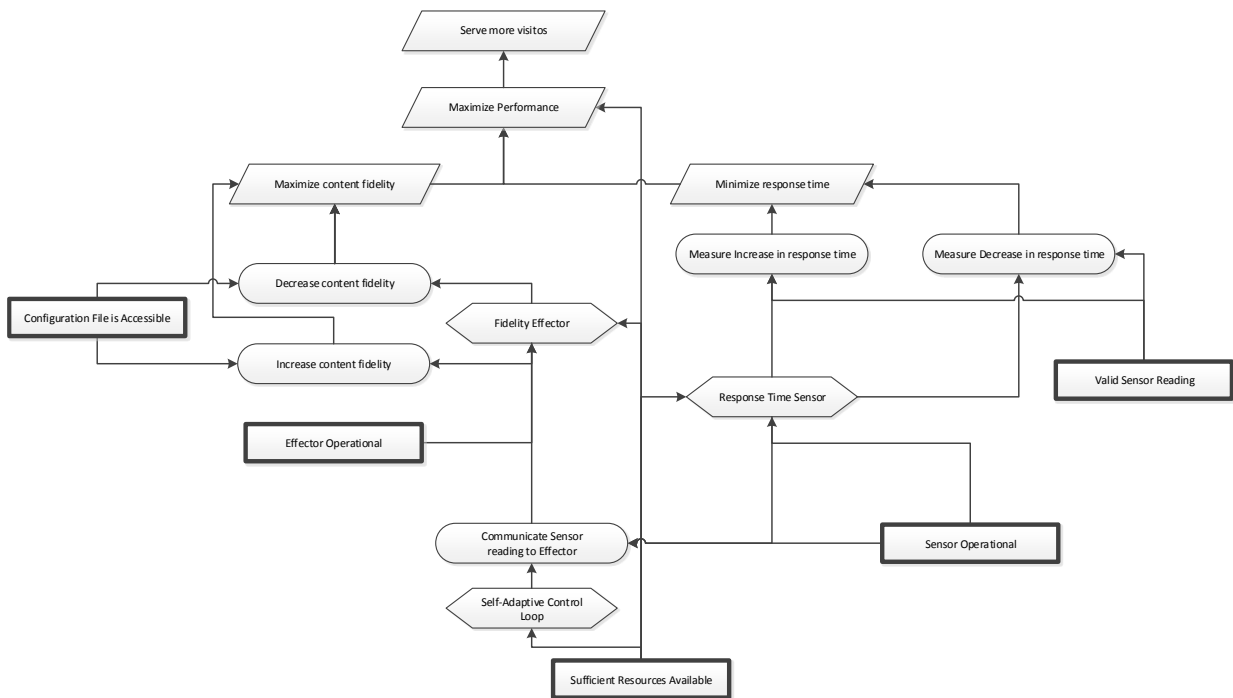 Serve more visitos
Maximize Performance
Maximize content fidelity
Minimize response time
Measure Increase in response time
Measure Decrease in response time
Decrease content fidelity
Configuration File is Accessible
Fidelity Effector
Increase content fidelity
Valid Sensor Reading
Response Time Sensor
Effector Operational
Communicate Sensor
reading to Effector
Sensor Operational
Self-Adaptive Control
Loop
Sufficient Resources Available